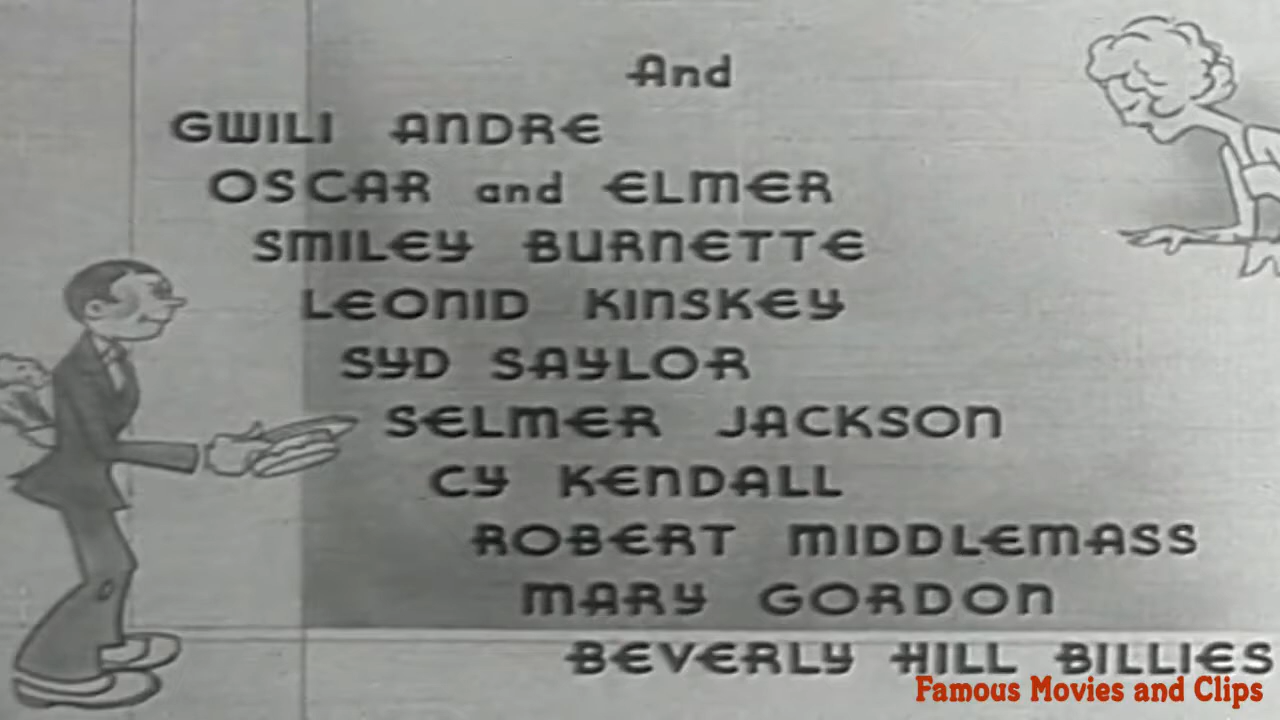 And
GWILI ANDRE
OSCAR and ELMER
SMILEY BURNETTE
LEONID KINSKEY
SYD SAYLOR
SELMER JACKSON
CY KENDALL
ROBERT MIDDLEMASS
MARY GORDON
BEVERLY HILL BILLIES
Famous Movies and Clips